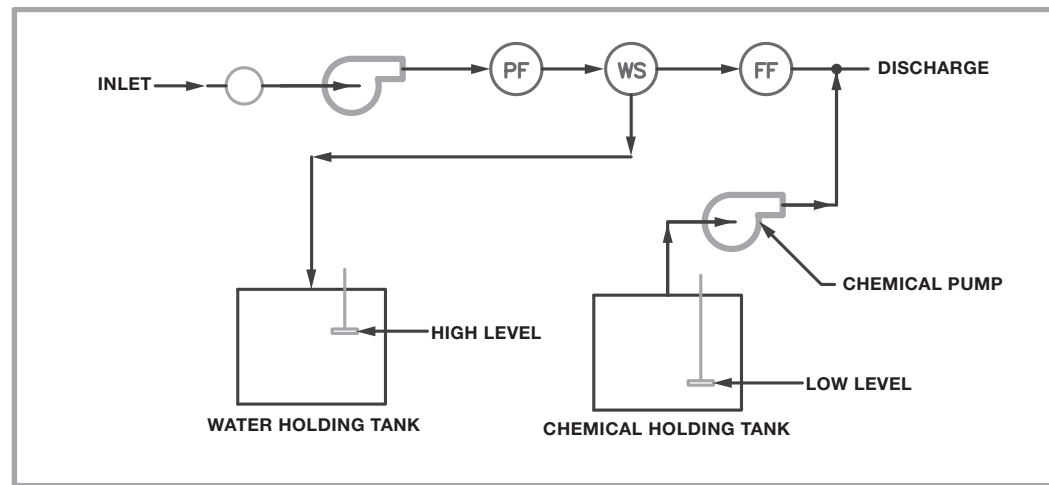 INLET
PF
WS
FF
DISCHARGE
CHEMICAL PUMP
HIGH LEVEL
LOW LEVEL
WATER HOLDING TANK
CHEMICAL HOLDING TANK